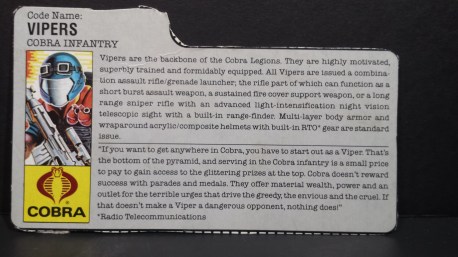 Code Name:
VIPERS
COBRA INFANTRY
Vipers are the backbone of the Cobra Legions. They are highly motivated,
superbly trained and formidably equipped. All Vipers are issued a combina-
tion assault rifle/grenade launcher; the rifle part of which can function as a
short burst assault weapon, a sustained fire cover support weapon, or a long
range sniper rifle with an advanced light-intensification night vision
telescopic sight with a built-in range-finder. Multi-layer body armor and
wraparound acrylic/composite helmets with built-in RTO* gear are standard
issue.
"If you want to get anywhere in Cobra, you have to start out as a Viper. That's
the bottom of the pyramid, and serving in the Cobra infantry is a small price
to pay to gain access to the glittering prizes at the top. Cobra doesn't reward
success with parades and medals. They offer material wealth, power and an
outlet for the terrible urges that drive the greedy, the envious and the cruel. If
that doesn't make a Viper a dangerous opponent, nothing does!"
*Radio Telecommunications
COBRA